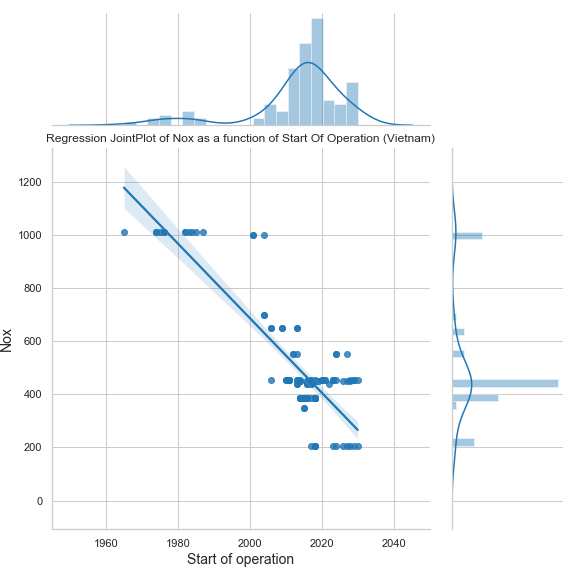 Regression JointPlot of Nox as a function of Start Of Operation (Vietnam)
1200
1000
800
600
400
200
0
Nox
1960 1980 2000 2020 2040
Start of operation